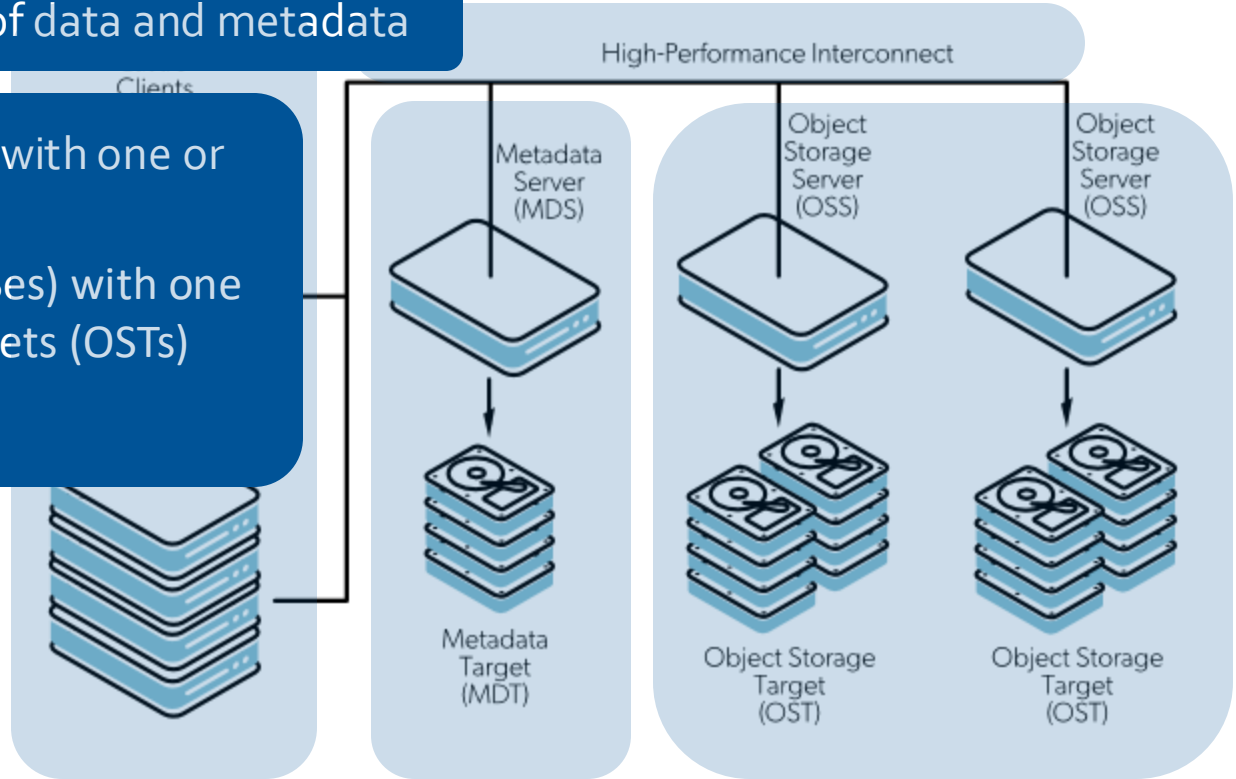 of data and metadata
High-Performance Interconnect
Clients
with one or
es) with one
ets (OSTs)
Metadata
Server
(MDS)
Object
Storage
Server
(OSS)
Object
Storage
Server
(OSS)
Metadata
Target
(MDT)
Object Storage
Target
(OST)
Object Storage
Target
(OST)